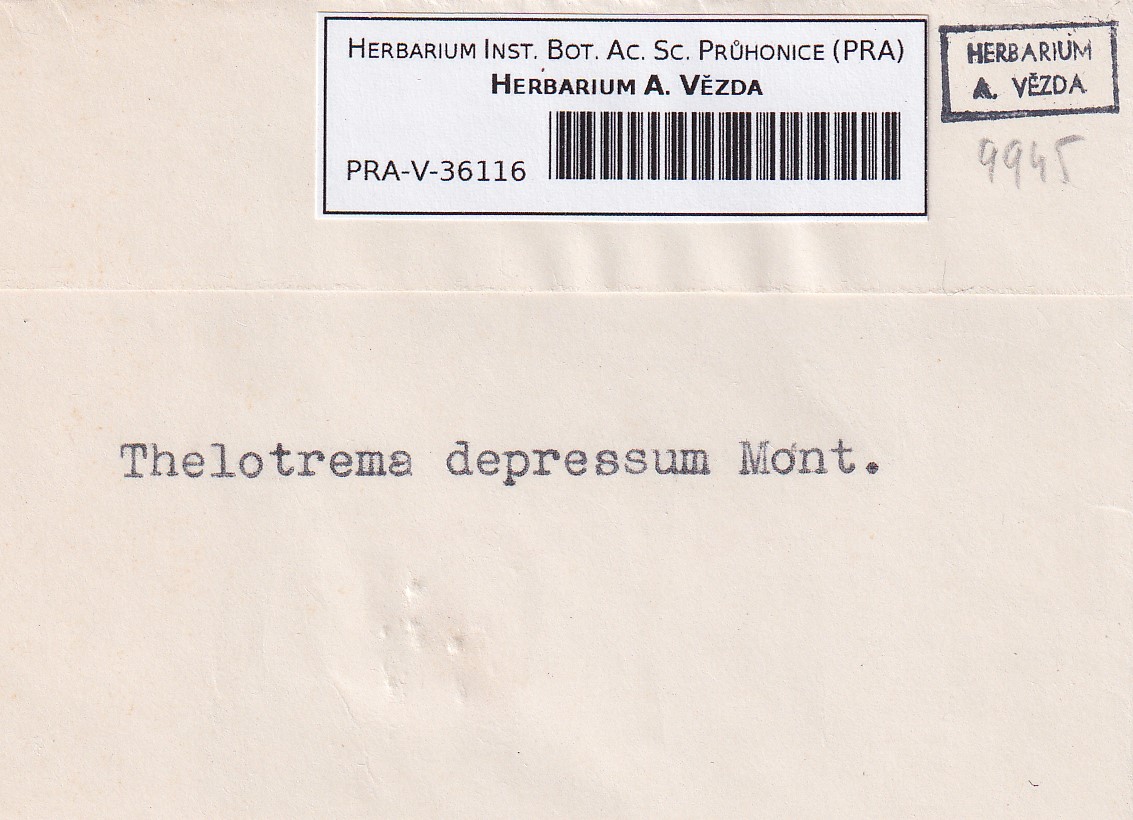 HERBARIUM INST. BOT. AC. SC. PRŮHONICE (PRA)
HERBARIUM A. VĚZDA
PRA-V-36116
HERBARIUM
A. VĚZDA
9945
Thelotrema depressum Mont.